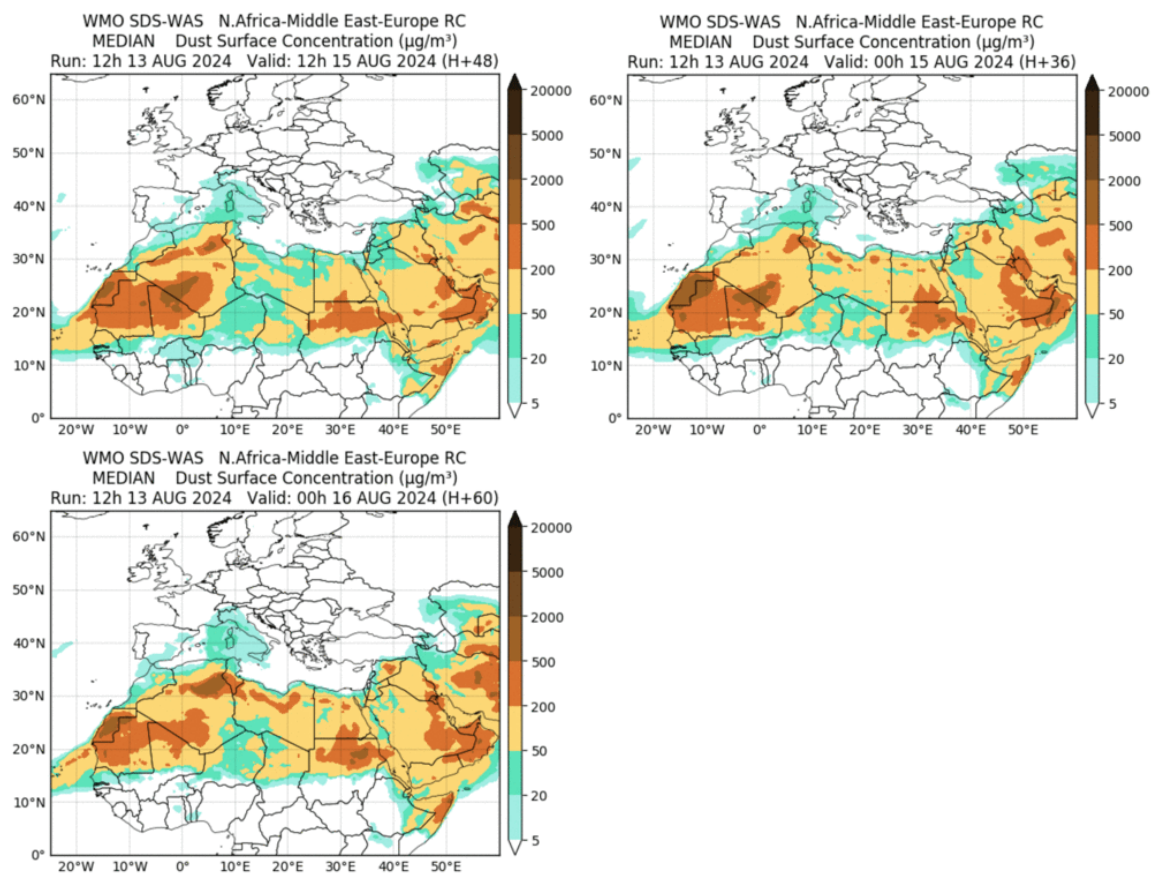 WMO SDS-WAS N.Africa-Middle East-Europe RC
MEDIAN Dust Surface Concentration (µg/m³)
Run: 12h 13 AUG 2024 Valid: 12h 15 AUG 2024 (H+48)
60°N
50°N
40°N
30°N
20°N
10°N
0°
20°W 10°W 0° 10°E 20°E 30°E 40°E 50°E
20000
5000
2000
500
200
50
20
5
WMO SDS-WAS N.Africa-Middle East-Europe RC
MEDIAN Dust Surface Concentration (µg/m³)
Run: 12h 13 AUG 2024 Valid: 00h 15 AUG 2024 (H+36)
60°N
50°N
40°N
30°N
20°N
10°N
0°
20°W 10°W 0° 10°E 20°E 30°E 40°E 50°E
20000
5000
2000
500
200
50
20
5
WMO SDS-WAS N.Africa-Middle East-Europe RC
MEDIAN Dust Surface Concentration (µg/m³)
Run: 12h 13 AUG 2024 Valid: 00h 16 AUG 2024 (H+60)
60°N
50°N
40°N
30°N
20°N
10°N
0°
20°W 10°W 0° 10°E 20°E 30°E 40°E 50°E
20000
5000
2000
500
200
50
20
5